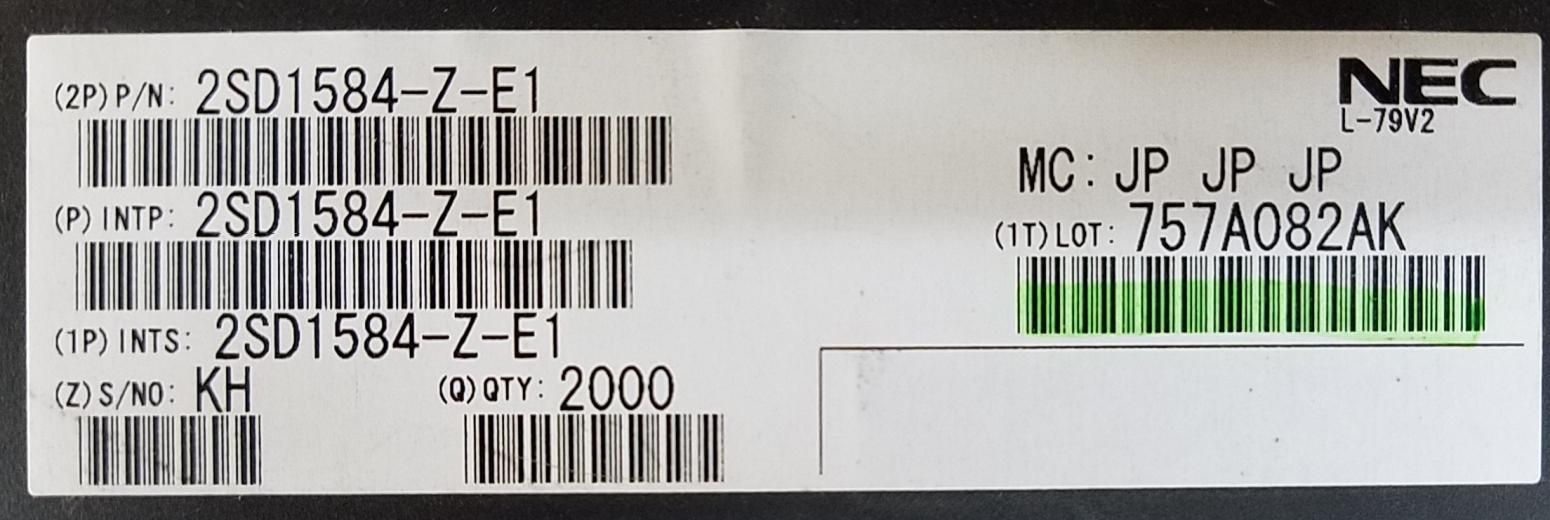 (2P) P/N: 2SD1584-Z-E1
(P) INTP: 2SD1584-Z-E1
(1P) INTS: 2SD1584-Z-E1
(Z) S/NO: KH (Q) QTY: 2000
NEC
L-79V2
MC: JP JP JP
(1T) LOT: 757A082AK